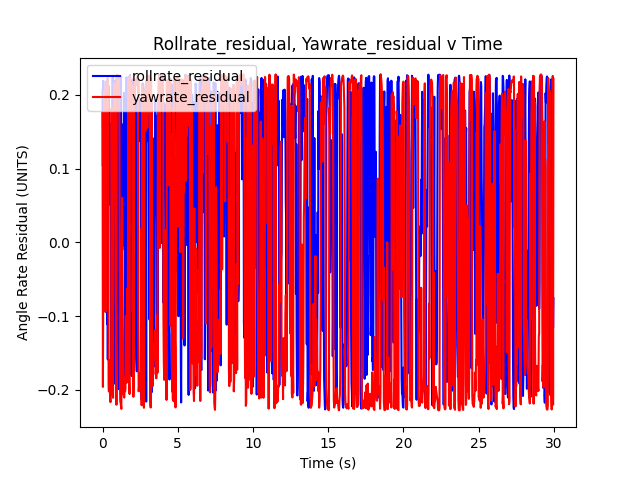 Rollrate_residual, Yawrate_residual v Time
rollrate_residual
yawrate_residual
Angle Rate Residual (UNITS)
0.2
0.1
0.0
−0.1
−0.2
0 5 10 15 20 25 30
Time (s)